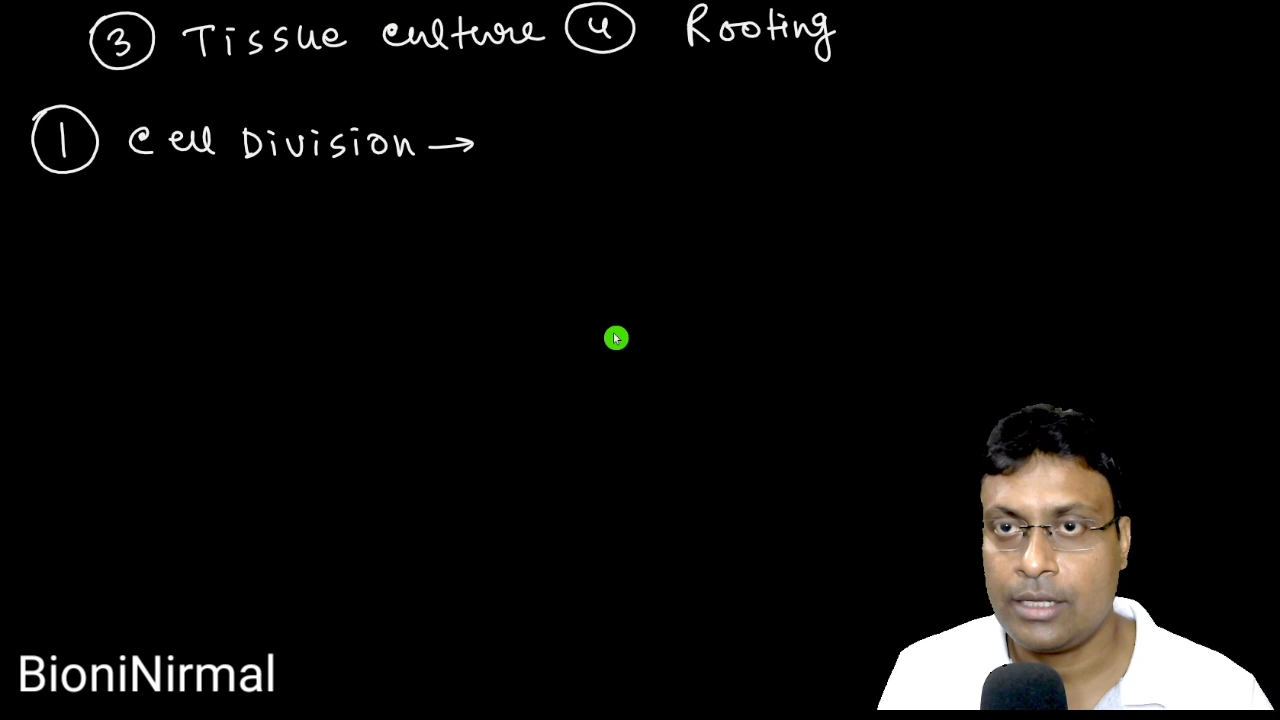 ③ Tissue culture ④ Rooting
① Cell Division →
BioniNirmal